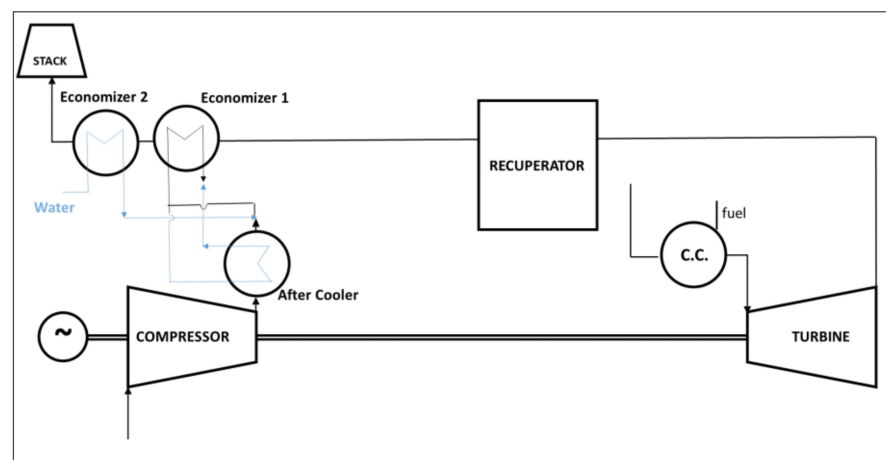 STACK
Economizer 2
Economizer 1
RECUPERATOR
Water
fuel
C.C.
After Cooler
~
COMPRESSOR
TURBINE